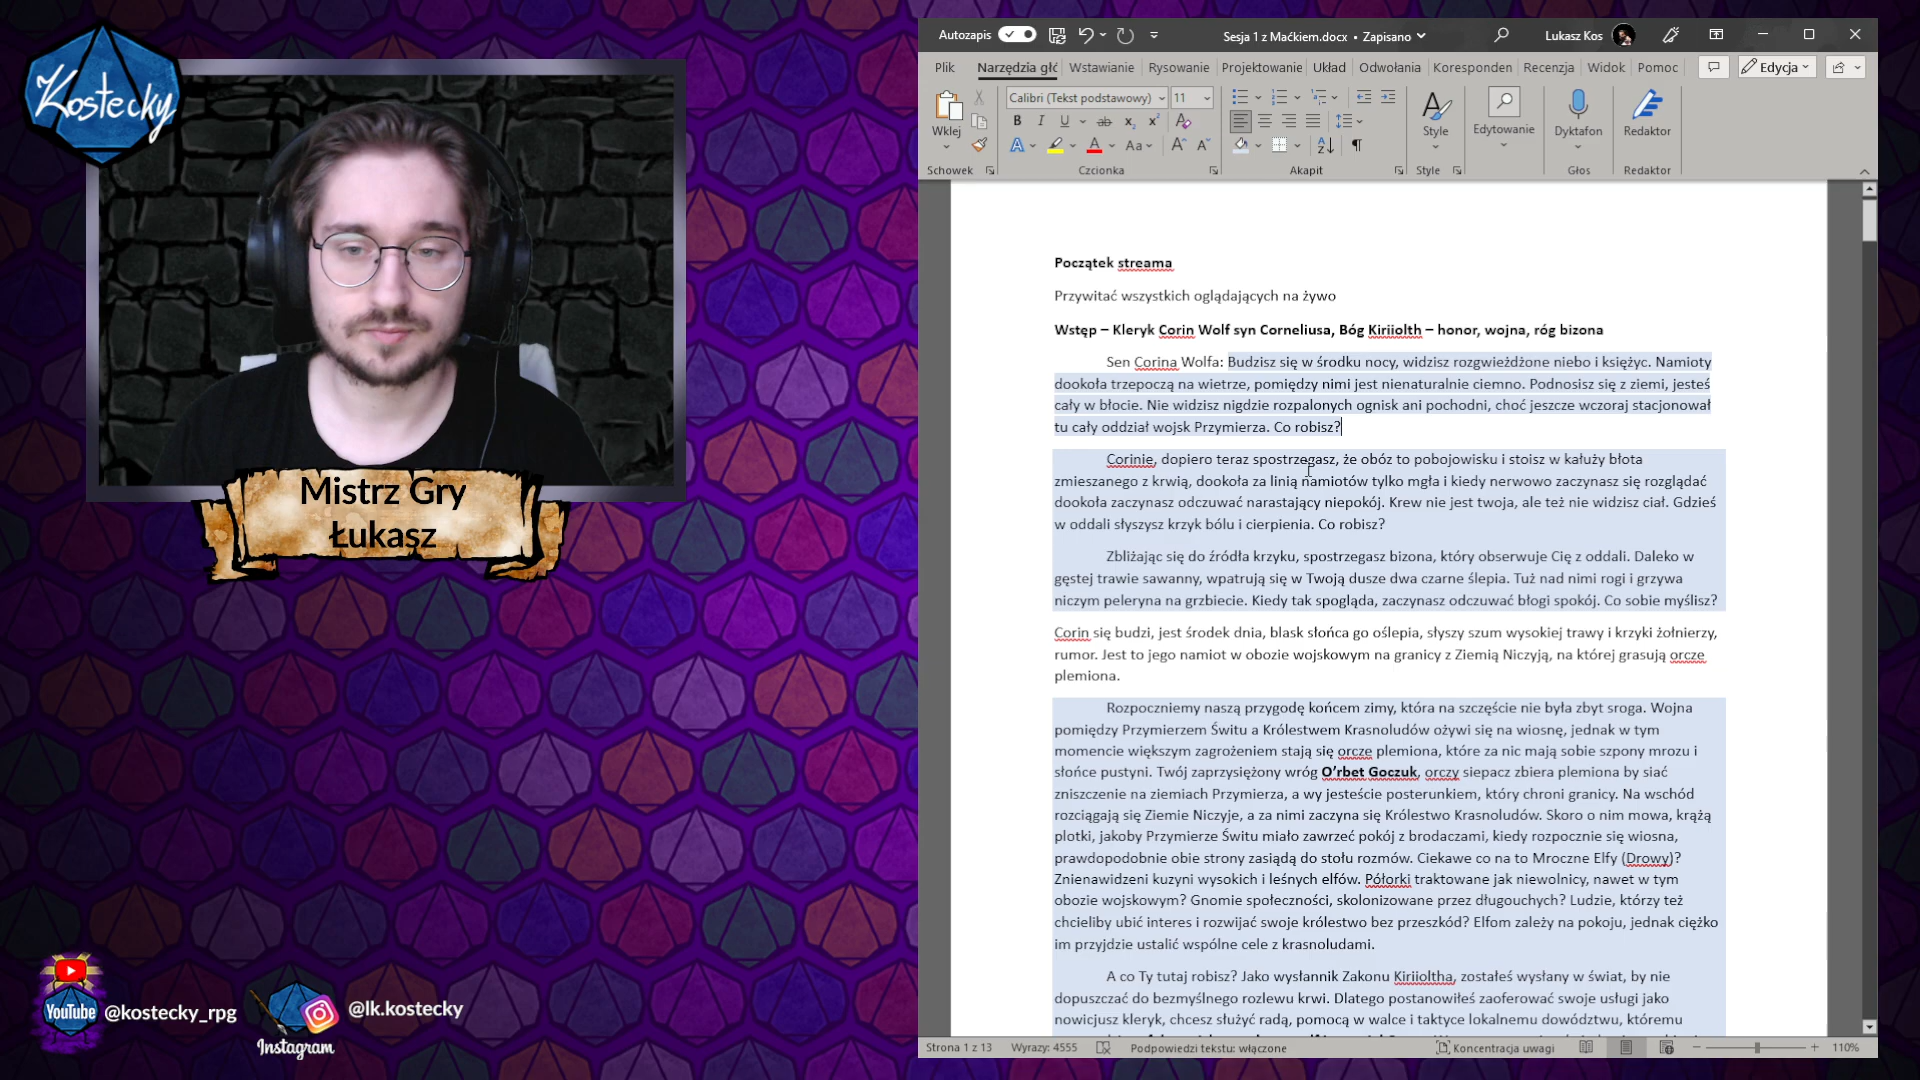 Kostecky
Mistrz Gry
Łukasz
YouTube
@kostecky_rpg
@lk.kostecky
Instagram
Autozapis
Sesja 1 z Maćkiem.docx • Zapisano
Lukasz Kos
Plik Narzędzia głć Wstawianie Rysowanie Projektowanie Układ Odwołania Koresponden Recenzja Widok Pomoc Edycja
Calibri (Tekst podstawowy) 11
Wklej
Style Edytowanie Dyktafon Redaktor
Schowek Czcionka Akapit Style Głos Redaktor
Początek streama
Przywitać wszystkich oglądających na żywo
Wstęp – Kleryk Corin Wolf syn Corneliusa, Bóg Kiriiolth – honor, wojna, róg bizona
Sen Corina Wolfa: Budzisz się w środku nocy, widzisz rozgwieżdżone niebo i księżyc. Namioty
dookoła trzepoczą na wietrze, pomiędzy nimi jest nienaturalnie ciemno. Podnosisz się z ziemi, jesteś
cały w błocie. Nie widzisz nigdzie rozpalonych ognisk ani pochodni, choć jeszcze wczoraj stacjonował
tu cały oddział wojsk Przymierza. Co robisz?
Corinie, dopiero teraz spostrzegasz, że obóz to pobojowisku i stoisz w kałuży błota
zmieszanego z krwią, dookoła za linią namiotów tylko mgła i kiedy nerwowo zaczynasz się rozglądać
dookoła zaczynasz odczuwać narastający niepokój. Krew nie jest twoja, ale też nie widzisz ciał. Gdzieś
w oddali słyszysz krzyk bólu i cierpienia. Co robisz?
Zbliżając się do źródła krzyku, spostrzegasz bizona, który obserwuje Cię z oddali. Daleko w
gęstej trawie sawanny, wpatrują się w Twoją dusze dwa czarne ślepia. Tuż nad nimi rogi i grzywa
niczym peleryna na grzbiecie. Kiedy tak spogląda, zaczynasz odczuwać błogi spokój. Co sobie myślisz?
Corin się budzi, jest środek dnia, blask słońca go oślepia, słyszy szum wysokiej trawy i krzyki żołnierzy,
rumor. Jest to jego namiot w obozie wojskowym na granicy z Ziemią Niczyją, na której grasują orcze
plemiona.
Rozpoczniemy naszą przygodę końcem zimy, która na szczęście nie była zbyt sroga. Wojna
pomiędzy Przymierzem Świtu a Królestwem Krasnoludów ożywi się na wiosnę, jednak w tym
momencie większym zagrożeniem stają się orcze plemiona, które za nic mają sobie szpony mrozu i
słońce pustyni. Twój zaprzysiężony wróg O'rbet Goczuk, orczy siepacz zbiera plemiona by siać
zniszczenie na ziemiach Przymierza, a wy jesteście posterunkiem, który chroni granicy. Na wschód
rozciągają się Ziemie Niczyje, a za nimi zaczyna się Królestwo Krasnoludów. Skoro o nim mowa, krążą
plotki, jakoby Przymierze Świtu miało zawrzeć pokój z brodaczami, kiedy rozpocznie się wiosna,
prawdopodobnie obie strony zasiądą do stołu rozmów. Ciekawe co na to Mroczne Elfy (Drowy)?
Znienawidzeni kuzyni wysokich i leśnych elfów. Półorki traktowane jak niewolnicy, nawet w tym
obozie wojskowym? Gnomie społeczności, skolonizowane przez długouchych? Ludzie, którzy też
chcieliby ubić interes i rozwijać swoje królestwo bez przeszkód? Elfom zależy na pokoju, jednak ciężko
im przyjdzie ustalić wspólne cele z krasnoludami.
A co Ty tutaj robisz? Jako wysłannik Zakonu Kiriioltha, zostałeś wysłany w świat, by nie
dopuszczać do bezmyślnego rozlewu krwi. Dlatego postanowiłeś zaoferować swoje usługi jako
nowicjusz kleryk, chcesz służyć radą, pomocą w walce i taktyce lokalnemu dowództwu, któremu
Strona 1 z 13 Wyrazy: 4555 Podpowiedzi tekstu: włączone Koncentracja uwagi 110%